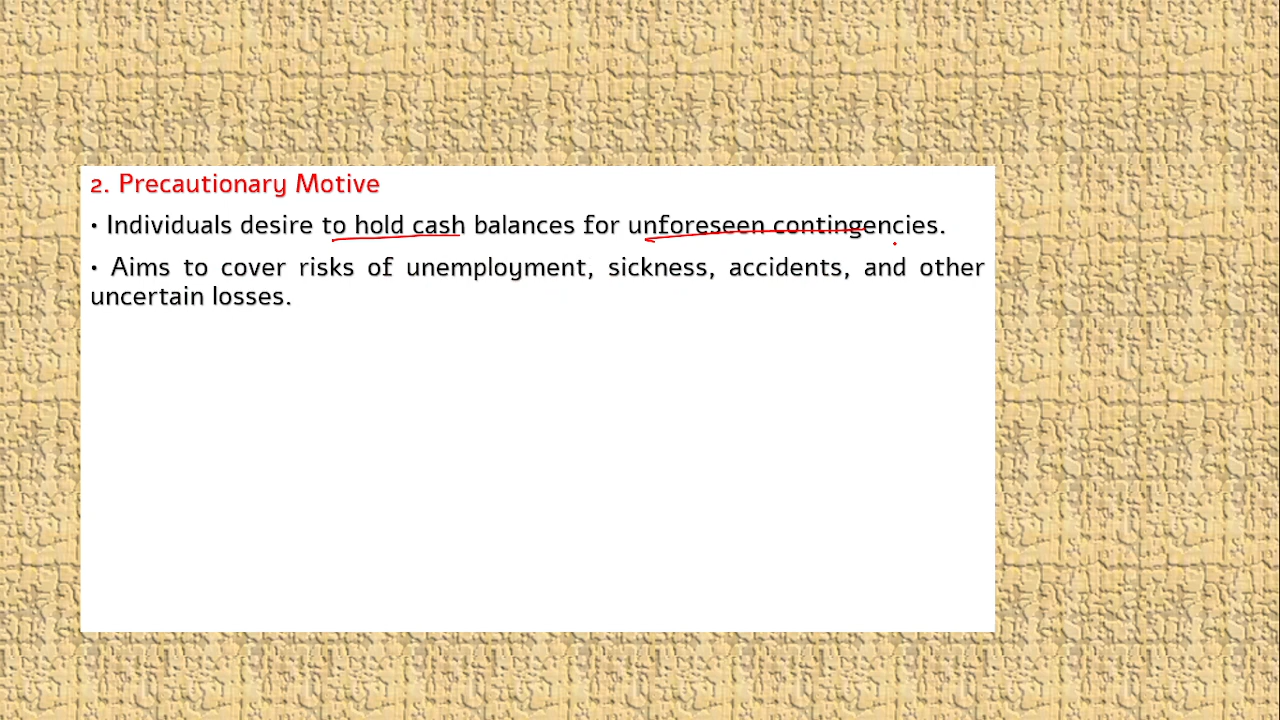 2. Precautionary Motive
• Individuals desire to hold cash balances for unforeseen contingencies.
• Aims to cover risks of unemployment, sickness, accidents, and other
uncertain losses.